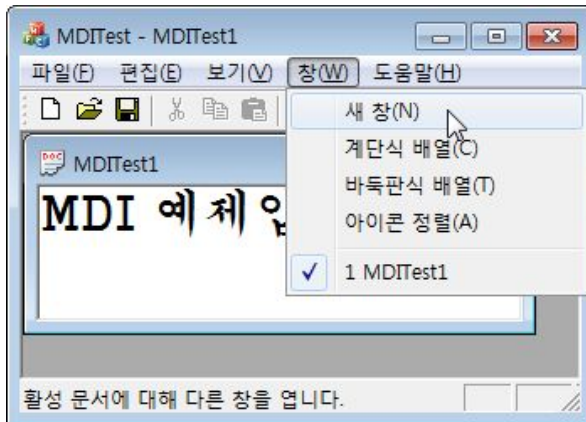 MDITest - MDITest1
파일(F) 편집(E) 보기(V) 창(W) 도움말(H)
새 창(N)
계단식 배열(C)
바둑판식 배열(T)
아이콘 정렬(A)
1 MDITest1
DOC
MDITest1
MDI 예제
활성 문서에 대해 다른 창을 엽니다.